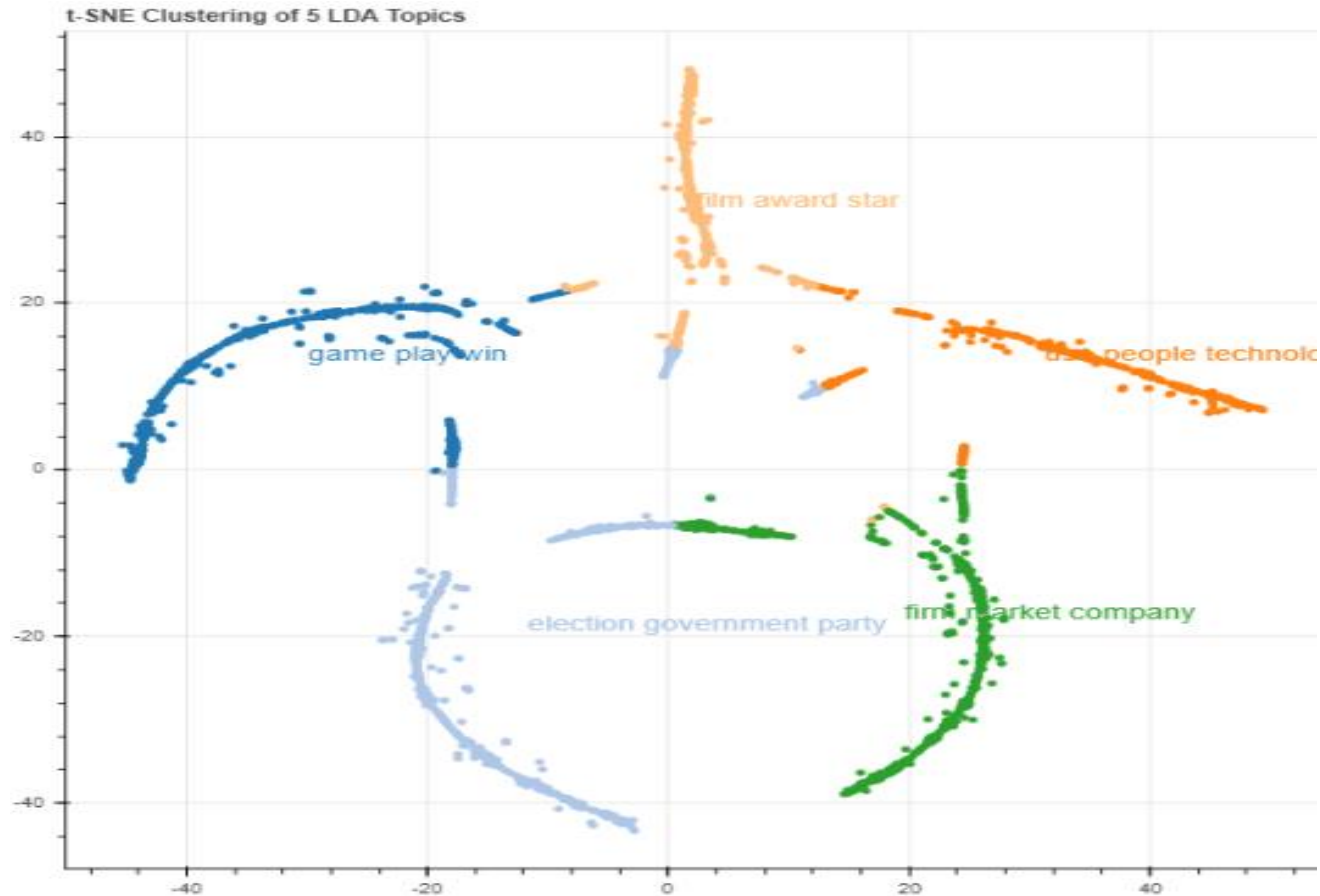 t-SNE Clustering of 5 LDA Topics
40
film award star
20
game play win
people technolo
0
firm market company
election government party
-20
-40
-40 -20 0 20 40